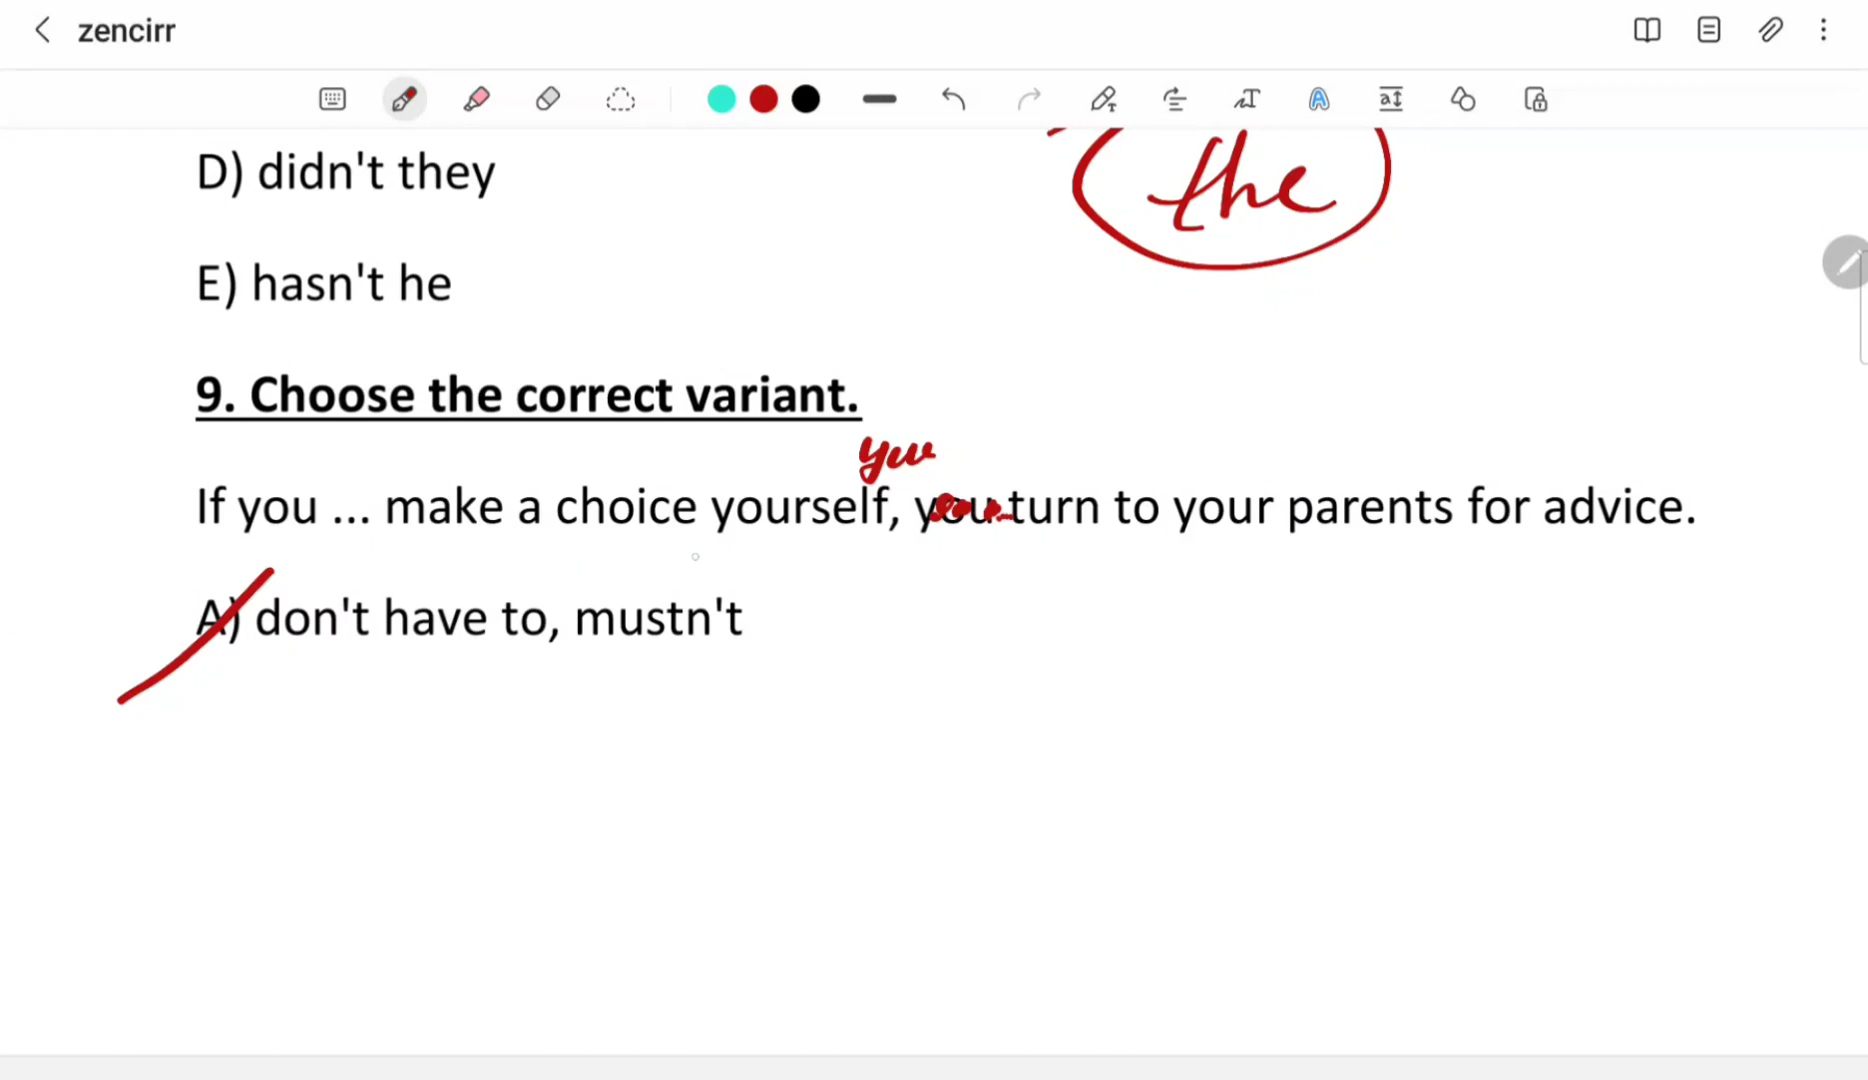 zencirr
D) didn't they
the
E) hasn't he
9. Choose the correct variant.
you
If you ... make a choice yourself, you turn to your parents for advice.
A) don't have to, mustn't